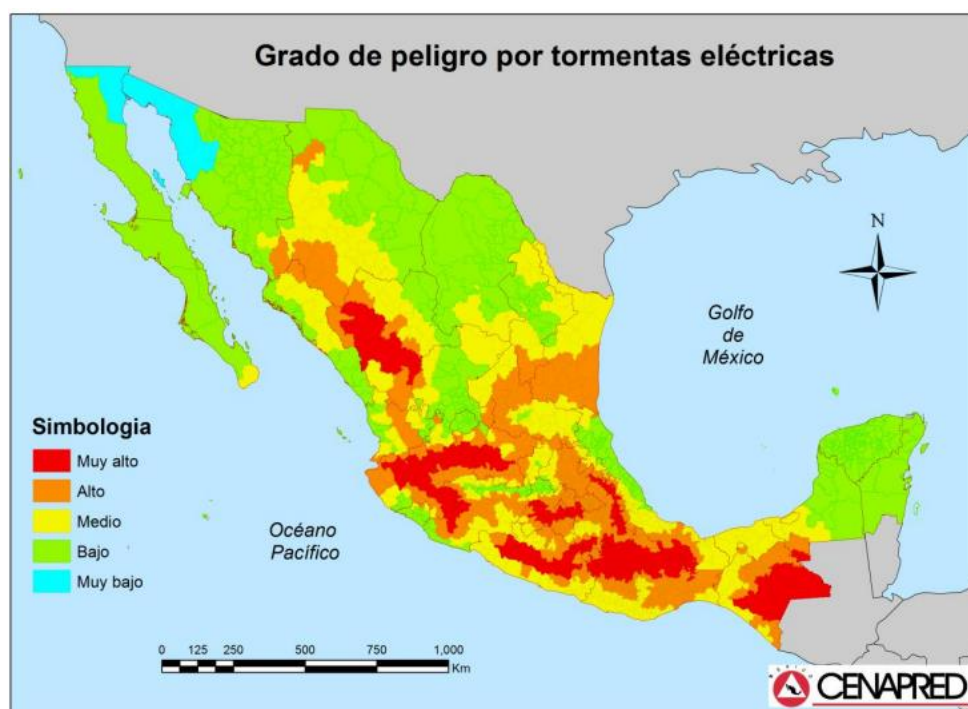 Grado de peligro por tormentas eléctricas
N
Golfo
de
México
Simbologia
Muy alto
Alto
Medio
Bajo
Muy bajo
Océano
Pacífico
0 125 250 500 750 1,000
Km
MÉXICO
CENAPRED